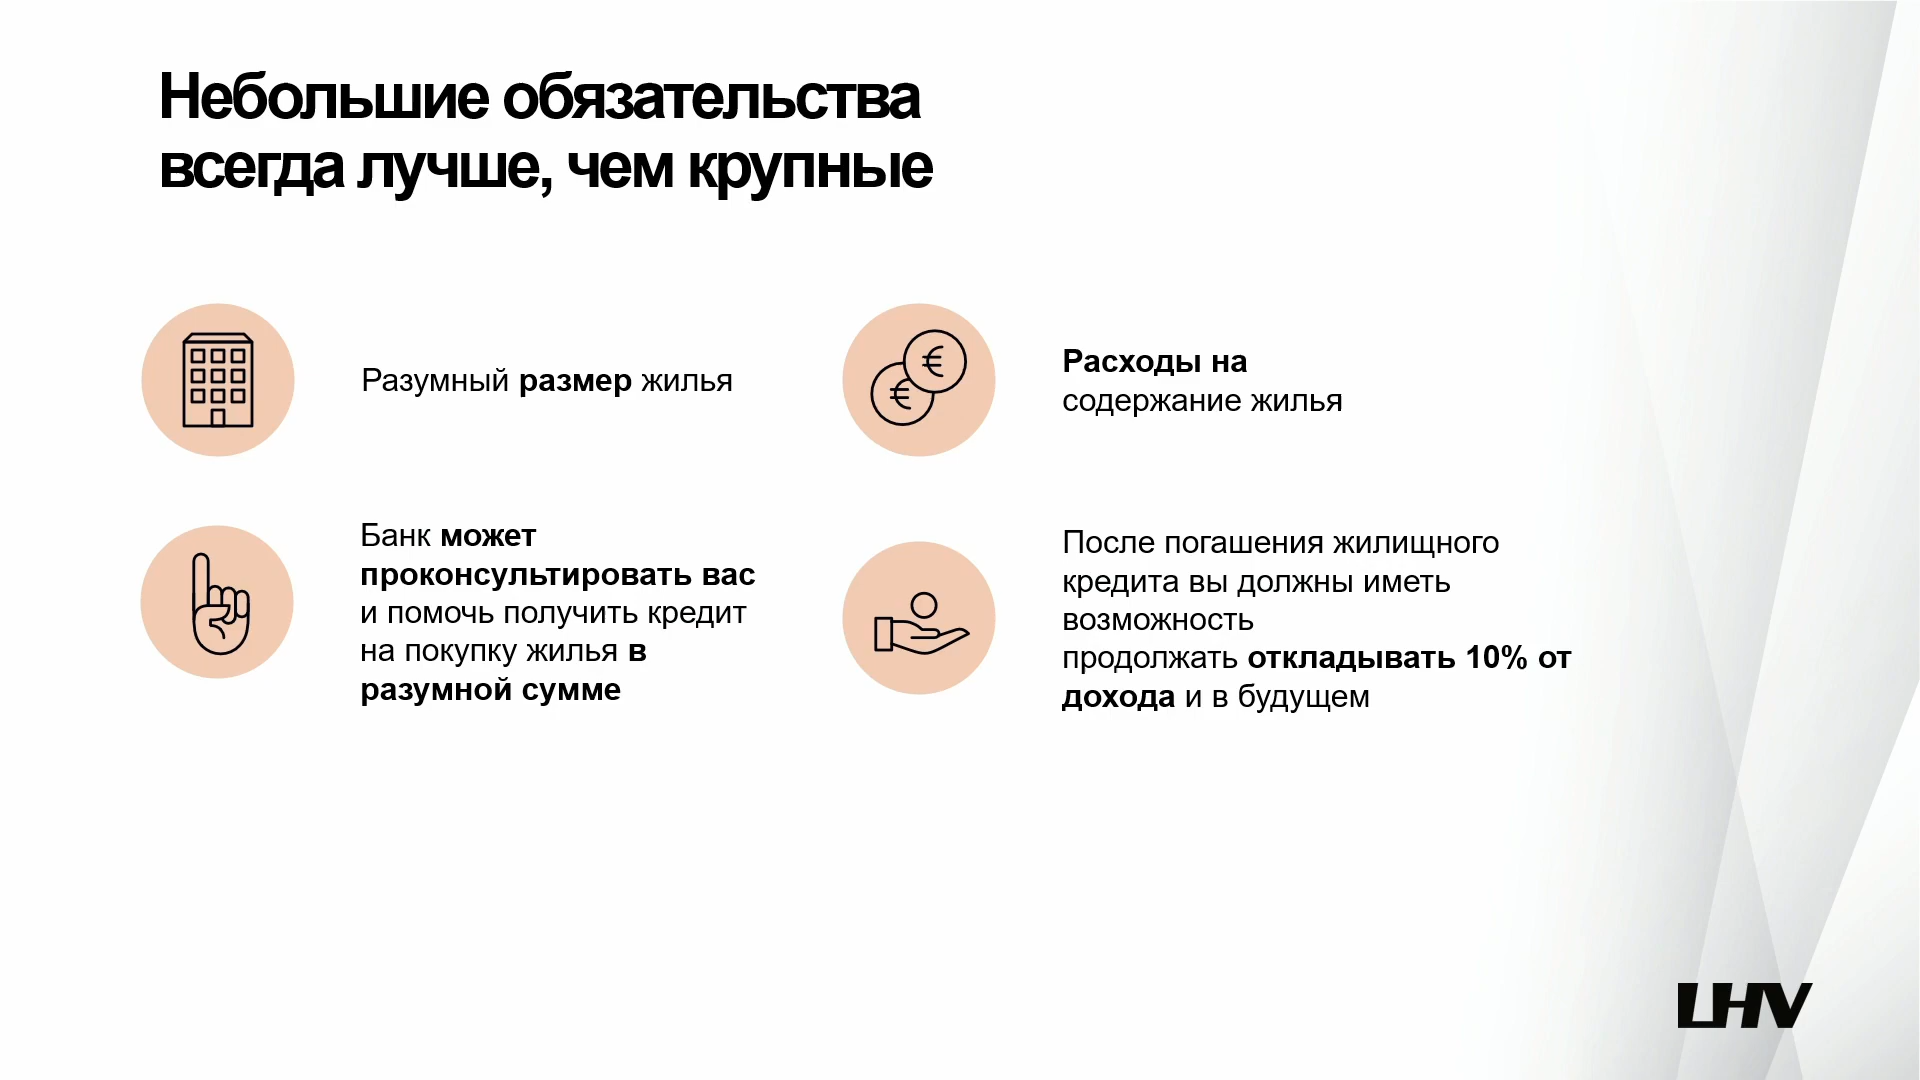 Небольшие обязательства
всегда лучше, чем крупные
Разумный размер жилья
Расходы на
содержание жилья
Банк может
проконсультировать вас
и помочь получить кредит
на покупку жилья в
разумной сумме
После погашения жилищного
кредита вы должны иметь
возможность
продолжать откладывать 10% от
дохода и в будущем
LHV